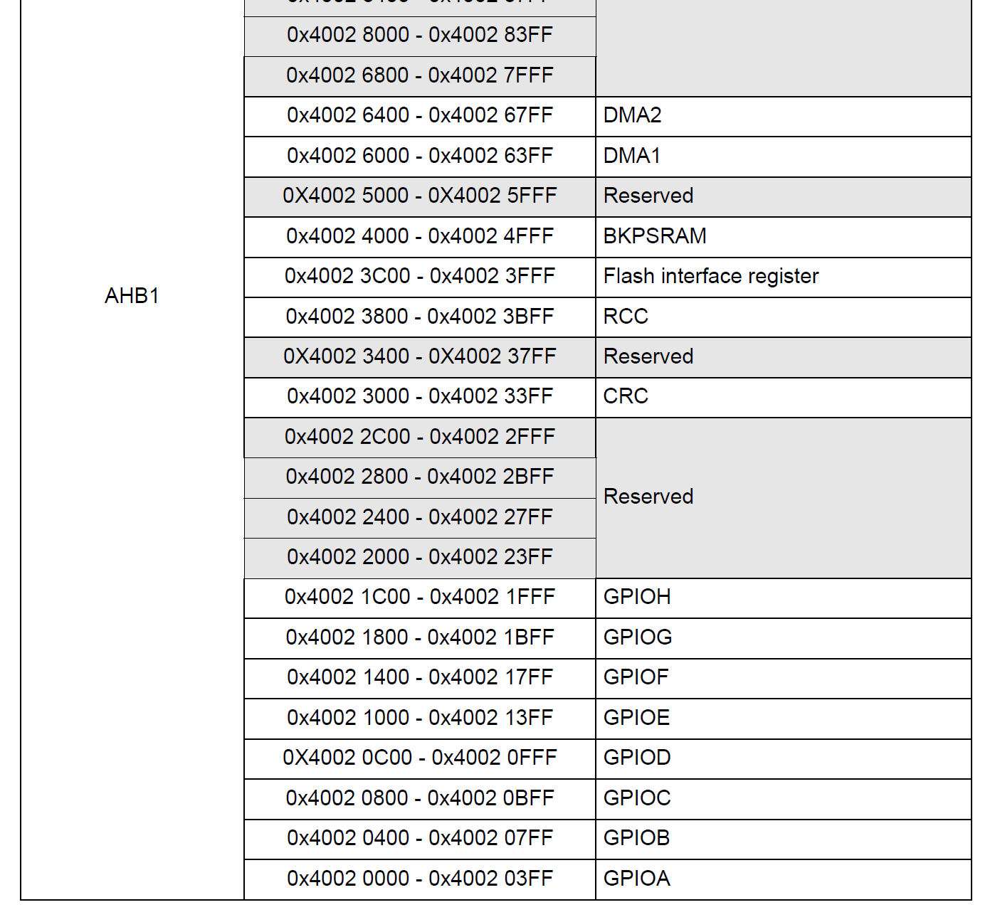 0x4002 8000 - 0x4002 83FF
0x4002 6800 - 0x4002 7FFF
0x4002 6400 - 0x4002 67FF DMA2
0x4002 6000 - 0x4002 63FF DMA1
0X4002 5000 - 0X4002 5FFF Reserved
0x4002 4000 - 0x4002 4FFF BKPSRAM
0x4002 3C00 - 0x4002 3FFF Flash interface register
AHB1
0x4002 3800 - 0x4002 3BFF RCC
0X4002 3400 - 0X4002 37FF Reserved
0x4002 3000 - 0x4002 33FF CRC
0x4002 2C00 - 0x4002 2FFF
0x4002 2800 - 0x4002 2BFF
Reserved
0x4002 2400 - 0x4002 27FF
0x4002 2000 - 0x4002 23FF
0x4002 1C00 - 0x4002 1FFF GPIOH
0x4002 1800 - 0x4002 1BFF GPIOG
0x4002 1400 - 0x4002 17FF GPIOF
0x4002 1000 - 0x4002 13FF GPIOE
0X4002 0C00 - 0x4002 0FFF GPIOD
0x4002 0800 - 0x4002 0BFF GPIOC
0x4002 0400 - 0x4002 07FF GPIOB
0x4002 0000 - 0x4002 03FF GPIOA